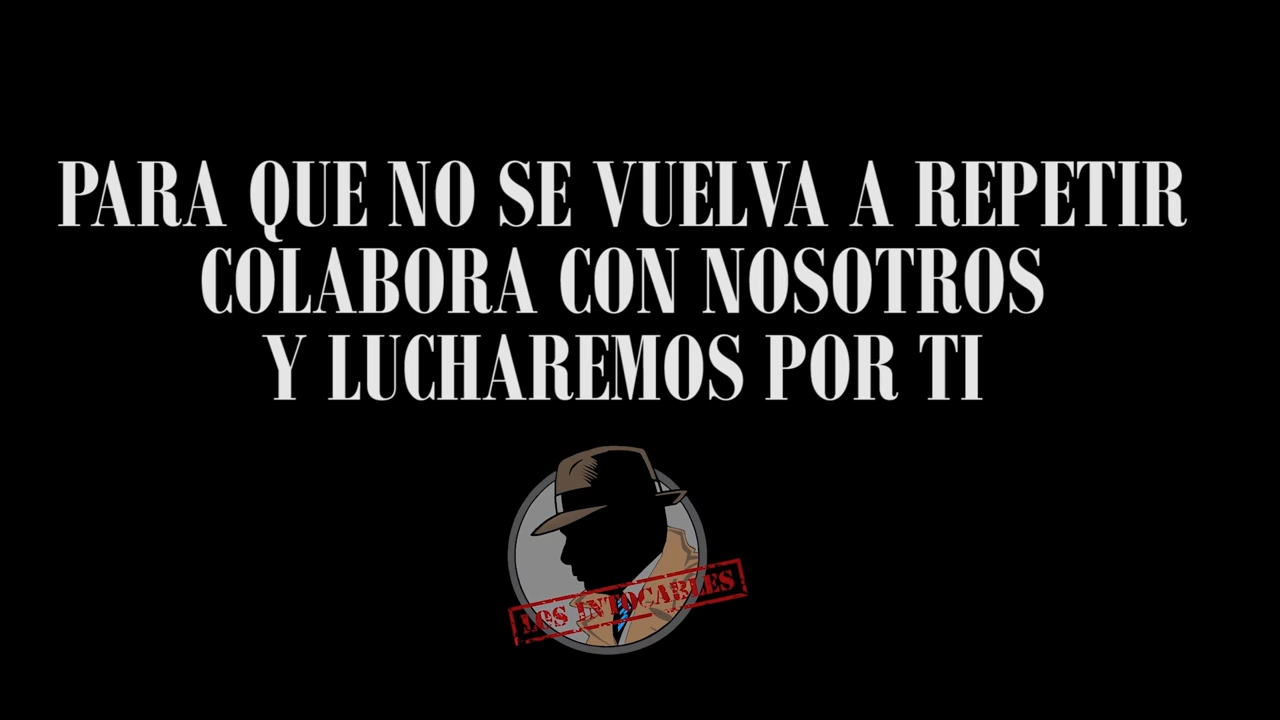 PARA QUE NO SE VUELVA A REPETIR
COLABORA CON NOSOTROS
Y LUCHAREMOS POR TI
LOS INTOCABLES